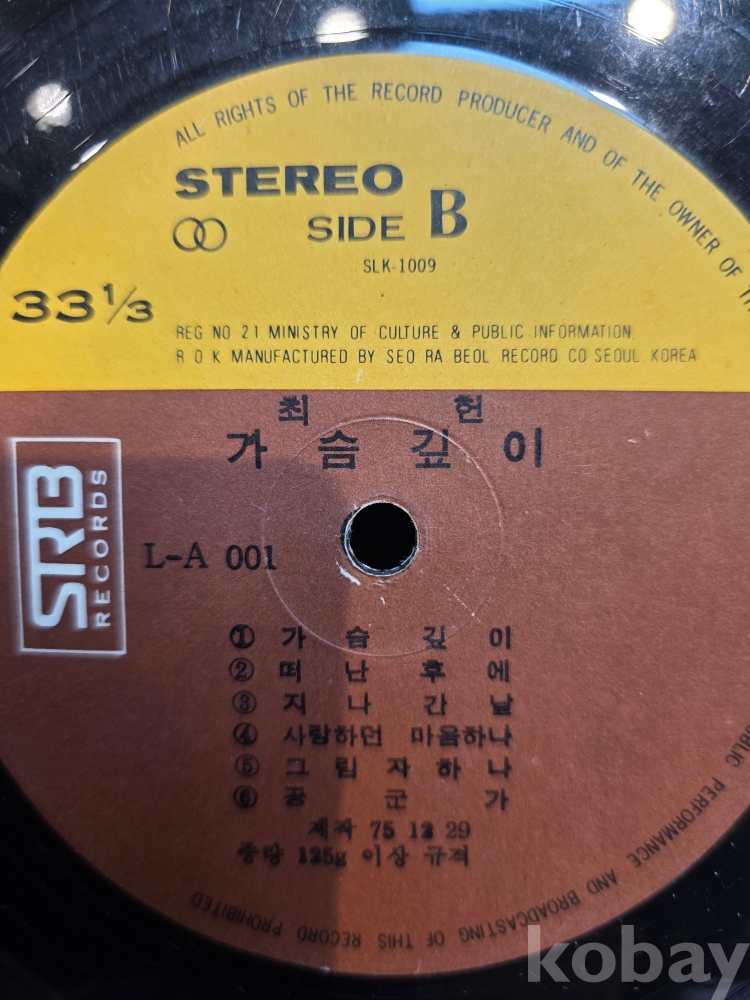 ALL RIGHTS OF THE RECORD PRODUCER AND OF THE OWNER OF
STEREO
SIDE B
SLK-1009
33 1/3
REG NO 21 MINISTRY OF CULTURE & PUBLIC INFORMATION
R O K MANUFACTURED BY SEO RA BEOL RECORD CO SEOUL. KOREA
최 헌
가 슴 깊 이
SRB
RECORDS
L-A 001
① 가 슴 깊 이
② 떠 난 후 에
③ 지 나 간 날
④ 사랑하던 마음하나
⑤ 그 림 자 하 나
⑥ 공 군 가
제작 75 12 29
중량 125g 이상 규격
PUBLIC PERFORMANCE AND BROADCASTING OF THIS RECORD PROHIBITED
kobay